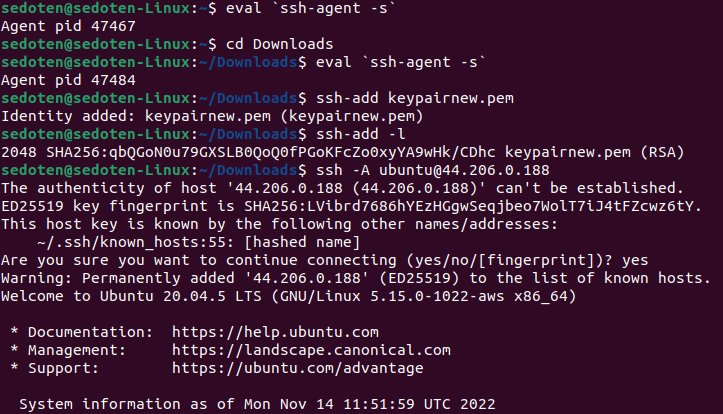 sedoten@sedoten-Linux:~$ eval `ssh-agent -s`
Agent pid 47467
sedoten@sedoten-Linux:~$ cd Downloads
sedoten@sedoten-Linux:~/Downloads$ eval `ssh-agent -s`
Agent pid 47484
sedoten@sedoten-Linux:~/Downloads$ ssh-add keypairnew.pem
Identity added: keypairnew.pem (keypairnew.pem)
sedoten@sedoten-Linux:~/Downloads$ ssh-add -l
2048 SHA256:qbQGoN0u79GXSLB0QoQ0fPGoKFcZo0xyYA9wHk/CDhc keypairnew.pem (RSA)
sedoten@sedoten-Linux:~/Downloads$ ssh -A ubuntu@44.206.0.188
The authenticity of host '44.206.0.188 (44.206.0.188)' can't be established.
ED25519 key fingerprint is SHA256:LVibrd7686hYEzHGgwSeqjbeo7WolT7iJ4tFZcwz6tY.
This host key is known by the following other names/addresses:
    ~/.ssh/known_hosts:55: [hashed name]
Are you sure you want to continue connecting (yes/no/[fingerprint])? yes
Warning: Permanently added '44.206.0.188' (ED25519) to the list of known hosts.
Welcome to Ubuntu 20.04.5 LTS (GNU/Linux 5.15.0-1022-aws x86_64)

 * Documentation:  https://help.ubuntu.com
 * Management:     https://landscape.canonical.com
 * Support:        https://ubuntu.com/advantage

  System information as of Mon Nov 14 11:51:59 UTC 2022